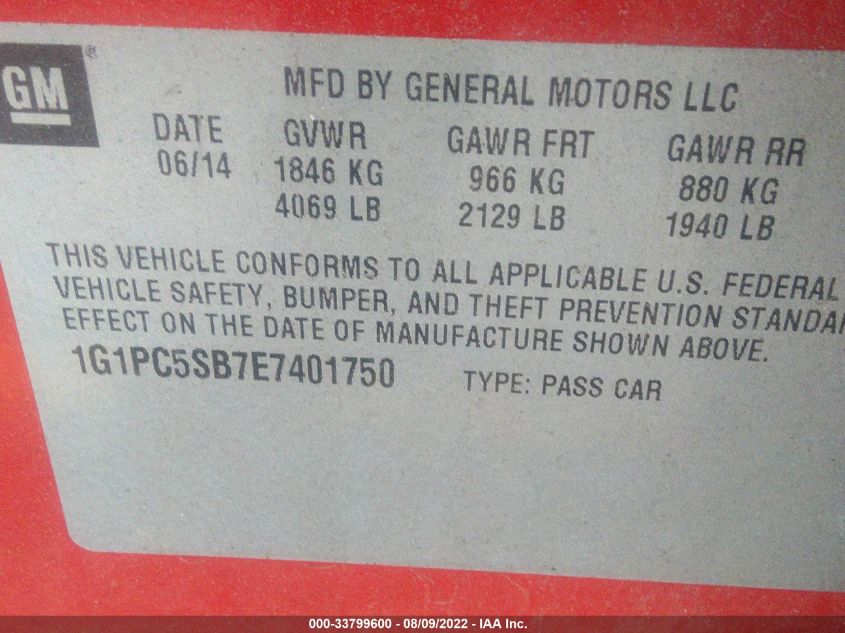 GM ®
MFD BY GENERAL MOTORS LLC
DATE GVWR GAWR FRT GAWR RR
06/14 1846 KG 966 KG 880 KG
4069 LB 2129 LB 1940 LB
THIS VEHICLE CONFORMS TO ALL APPLICABLE U.S. FEDERAL
VEHICLE SAFETY, BUMPER, AND THEFT PREVENTION STANDAR
EFFECT ON THE DATE OF MANUFACTURE SHOWN ABOVE.
1G1PC5SB7E7401750 TYPE: PASS CAR
000-33799600 - 08/09/2022 - IAA Inc.